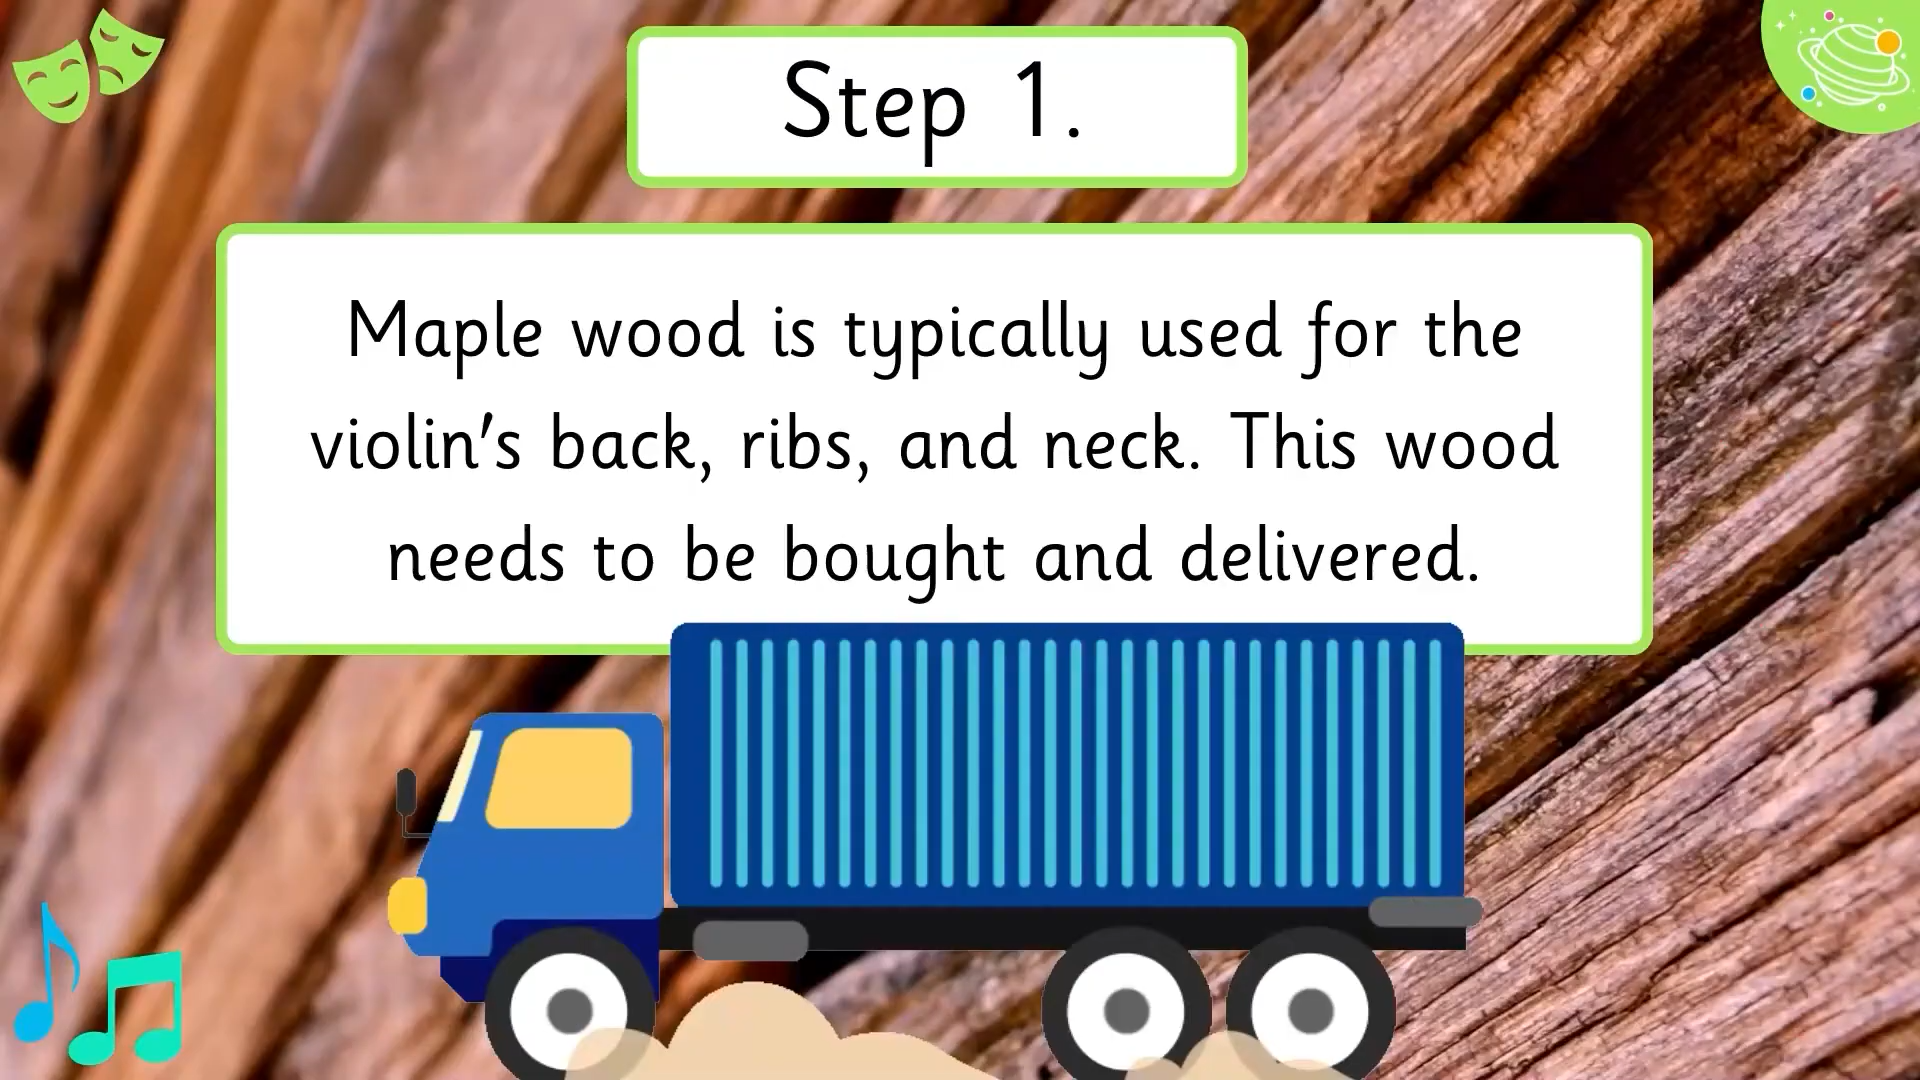 Step 1.
Maple wood is typically used for the
violin's back, ribs, and neck. This wood
needs to be bought and delivered.